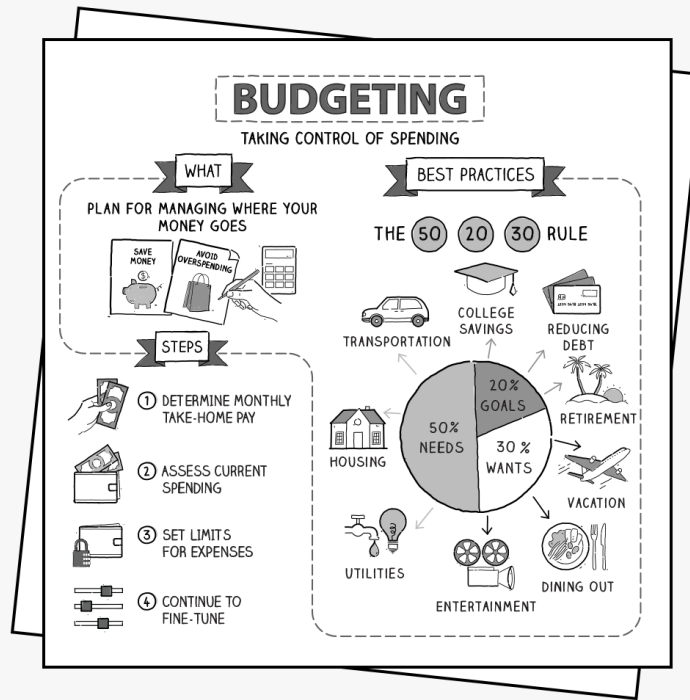 BUDGETING
TAKING CONTROL OF SPENDING
WHAT
PLAN FOR MANAGING WHERE YOUR
MONEY GOES
SAVE
MONEY
AVOID
OVERSPENDING
STEPS
1 DETERMINE MONTHLY
TAKE-HOME PAY
2 ASSESS CURRENT
SPENDING
3 SET LIMITS
FOR EXPENSES
4 CONTINUE TO
FINE-TUNE
BEST PRACTICES
THE 50 20 30 RULE
TRANSPORTATION
COLLEGE
SAVINGS
REDUCING
DEBT
RETIREMENT
HOUSING
50%
NEEDS
20%
GOALS
30 %
WANTS
VACATION
UTILITIES
ENTERTAINMENT
DINING OUT